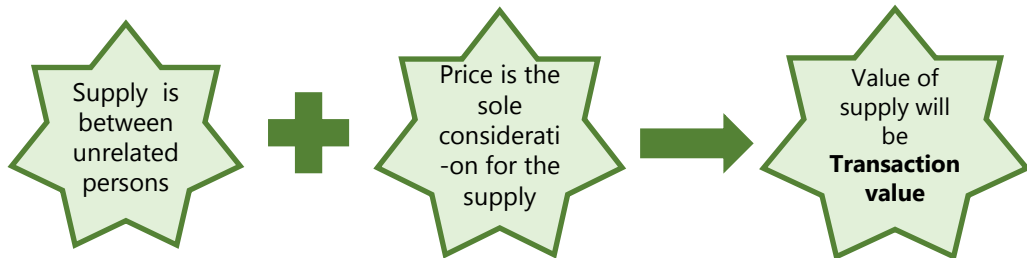 Supply is
between
unrelated
persons
Price is the
sole
considerati
-on for the
supply
Value of
supply will
be
Transaction
value